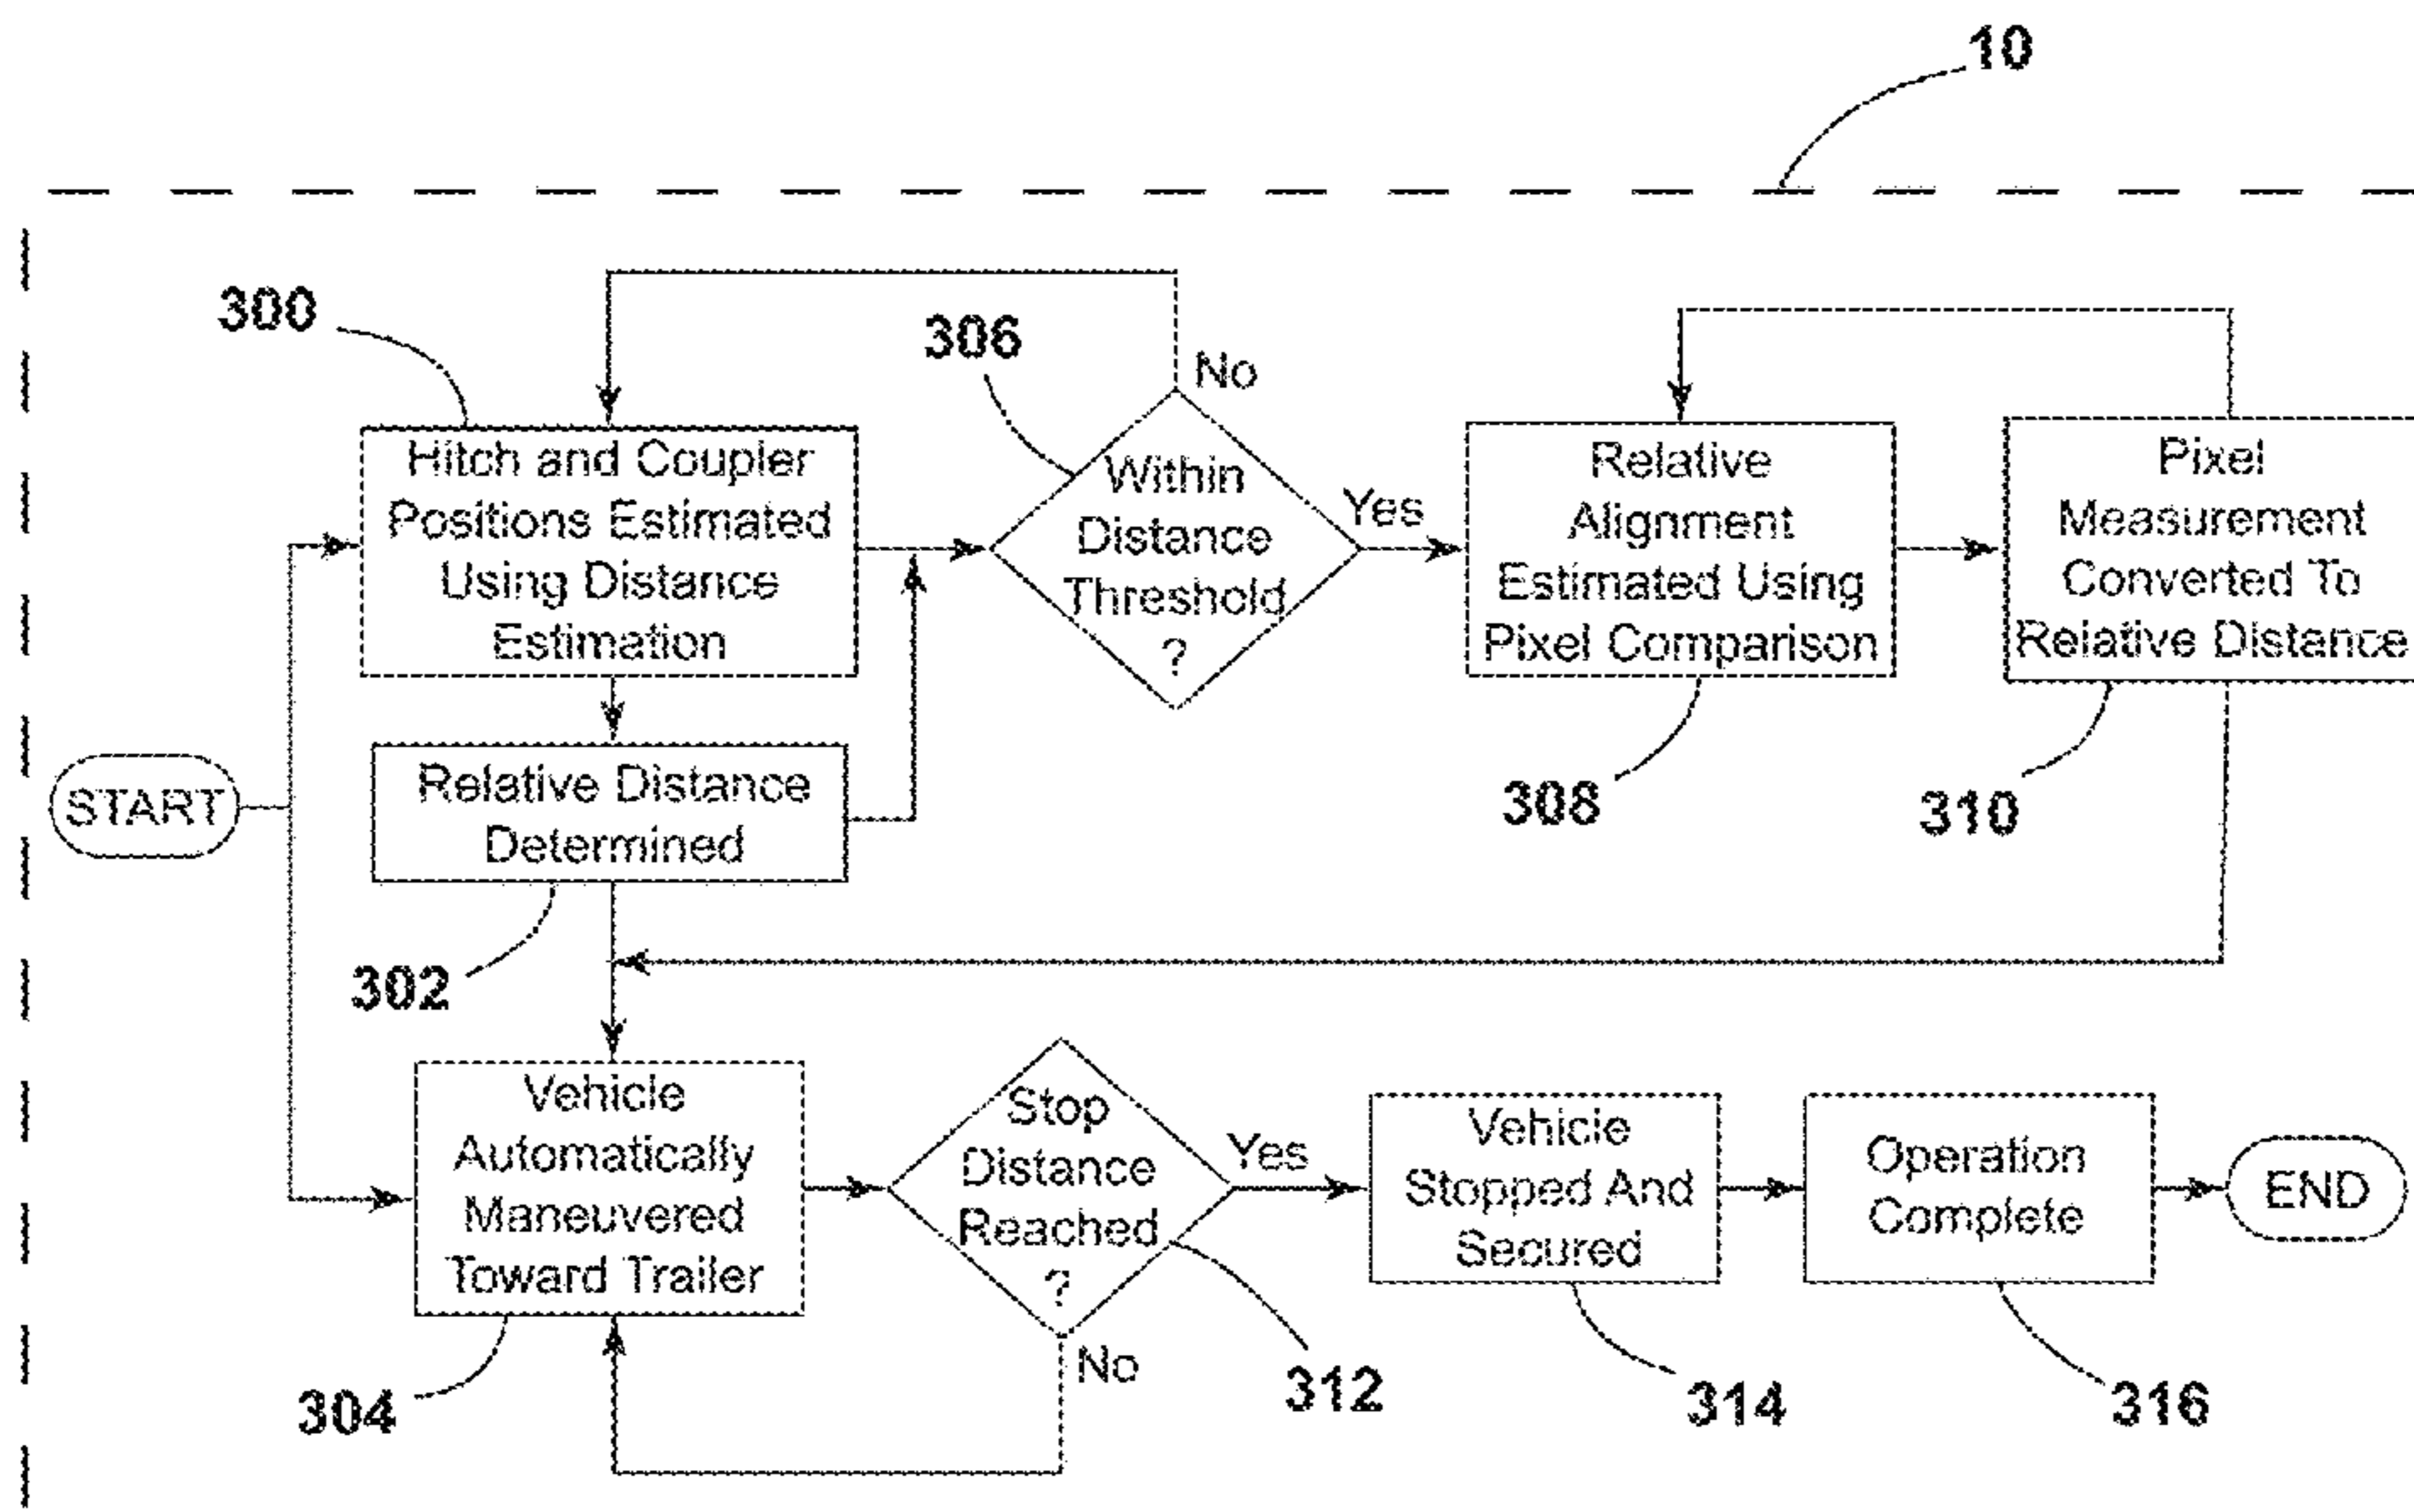 10
300
Hitch and Coupler
Positions Estimated
Using Distance
Estimation
306
No
Within
Distance
Threshold
?
Yes
Relative
Alignment
Estimated Using
Pixel Comparison
308
Pixel
Measurement
Converted To
Relative Distance
310
START
Relative Distance
Determined
302
Vehicle
Automatically
Maneuvered
Toward Trailer
304
Stop
Distance
Reached
?
Yes
No
312
Vehicle
Stopped And
Secured
314
Operation
Complete
316
END